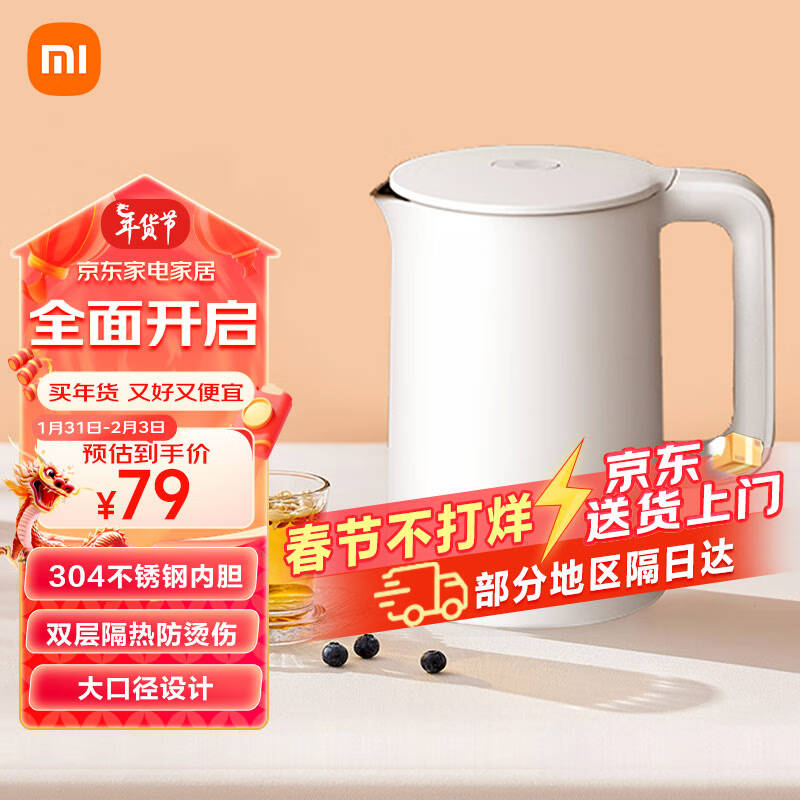 mi
年货节
京东家电家居
全面开启
买年货 又好又便宜
1月31日-2月3日
预估到手价
¥79
304不锈钢内胆
双层隔热防烫伤
大口径设计
春节不打烊
京东
送货上门
部分地区隔日达